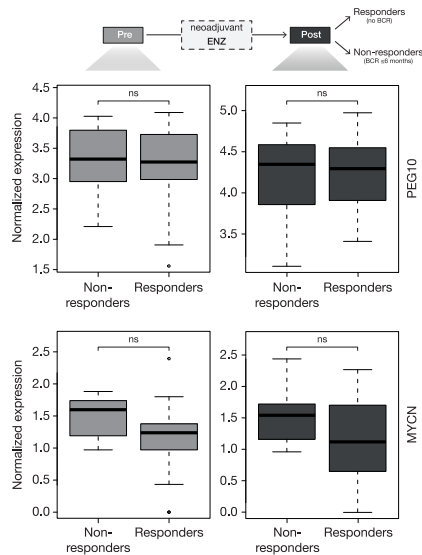 Pre
neoadjuvant
ENZ
Post
Responders
(no BCR)
Non-responders
(BCR ≤6 months)
Normalized expression
4.5
4.0
3.5
3.0
2.5
2.0
1.5
ns
Non-
responders
Responders
5.0
4.5
4.0
3.5
ns
Non-
responders
Responders
PEG10
Normalized expression
2.5
2.0
1.5
1.0
0.5
0.0
ns
Non-
responders
Responders
2.5
2.0
1.5
1.0
0.5
0.0
ns
Non-
responders
Responders
MYCN